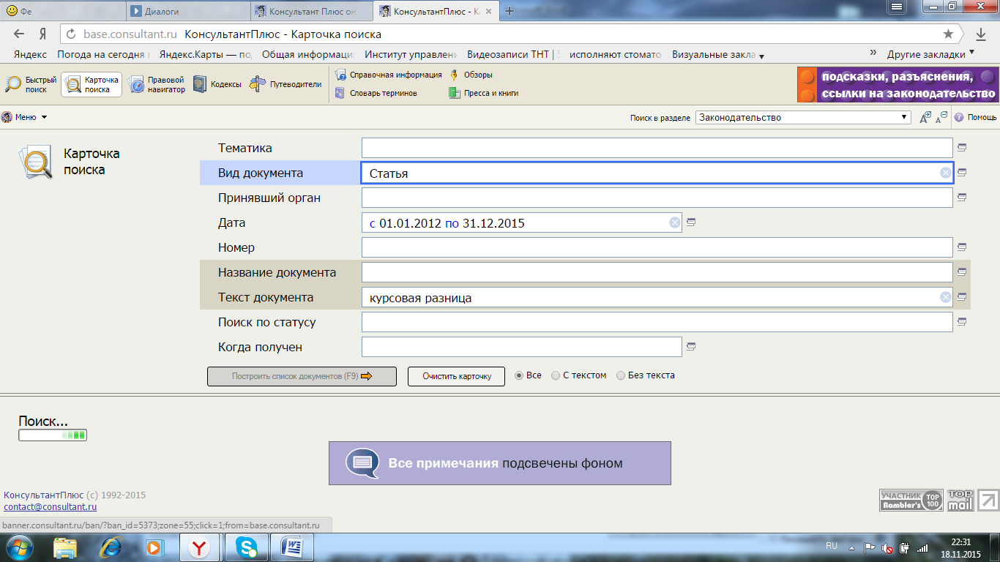 Фе
Диалоги
Консультант Плюс он
КонсультантПлюс - Ка
base.consultant.ru КонсультантПлюс - Карточка поиска
Яндекс Погода на сегодня Яндекс.Карты — по Общая информаци Институт управлен Видеозаписи ТНТ | исполняют стомато Визуальные закла » Другие закладки
Быстрый поиск
Карточка поиска
Правовой навигатор
Кодексы
Путеводители
Справочная информация
Обзоры
Словарь терминов
Пресса и книги
подсказки, разъяснения,
ссылки на законодательство
Меню
Поиск в разделе Законодательство
Помощь
Карточка
поиска
Тематика
Вид документа Статья
Принявший орган
Дата с 01.01.2012 по 31.12.2015
Номер
Название документа
Текст документа курсовая разница
Поиск по статусу
Когда получен
Построить список документов (F9) Очистить карточку Все С текстом Без текста
Поиск...
Все примечания подсвечены фоном
КонсультантПлюс (c) 1992-2015
contact@consultant.ru
УЧАСТНИК
Rambler's
TOP
100
TOP
mail
banner.consultant.ru/ban/?ban_id=5373;zone=55;click=1;from=base.consultant.ru
RU
22:31
18.11.2015